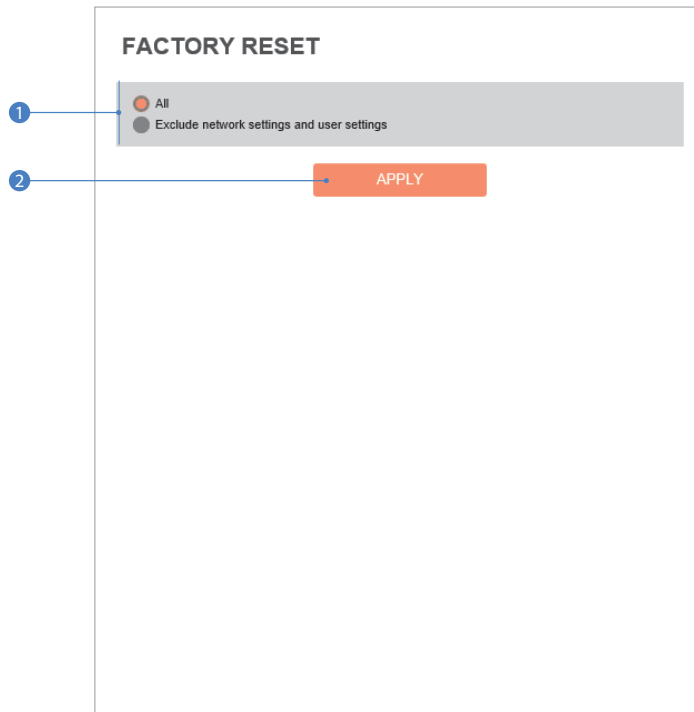 FACTORY RESET
1
All
Exclude network settings and user settings
2
APPLY